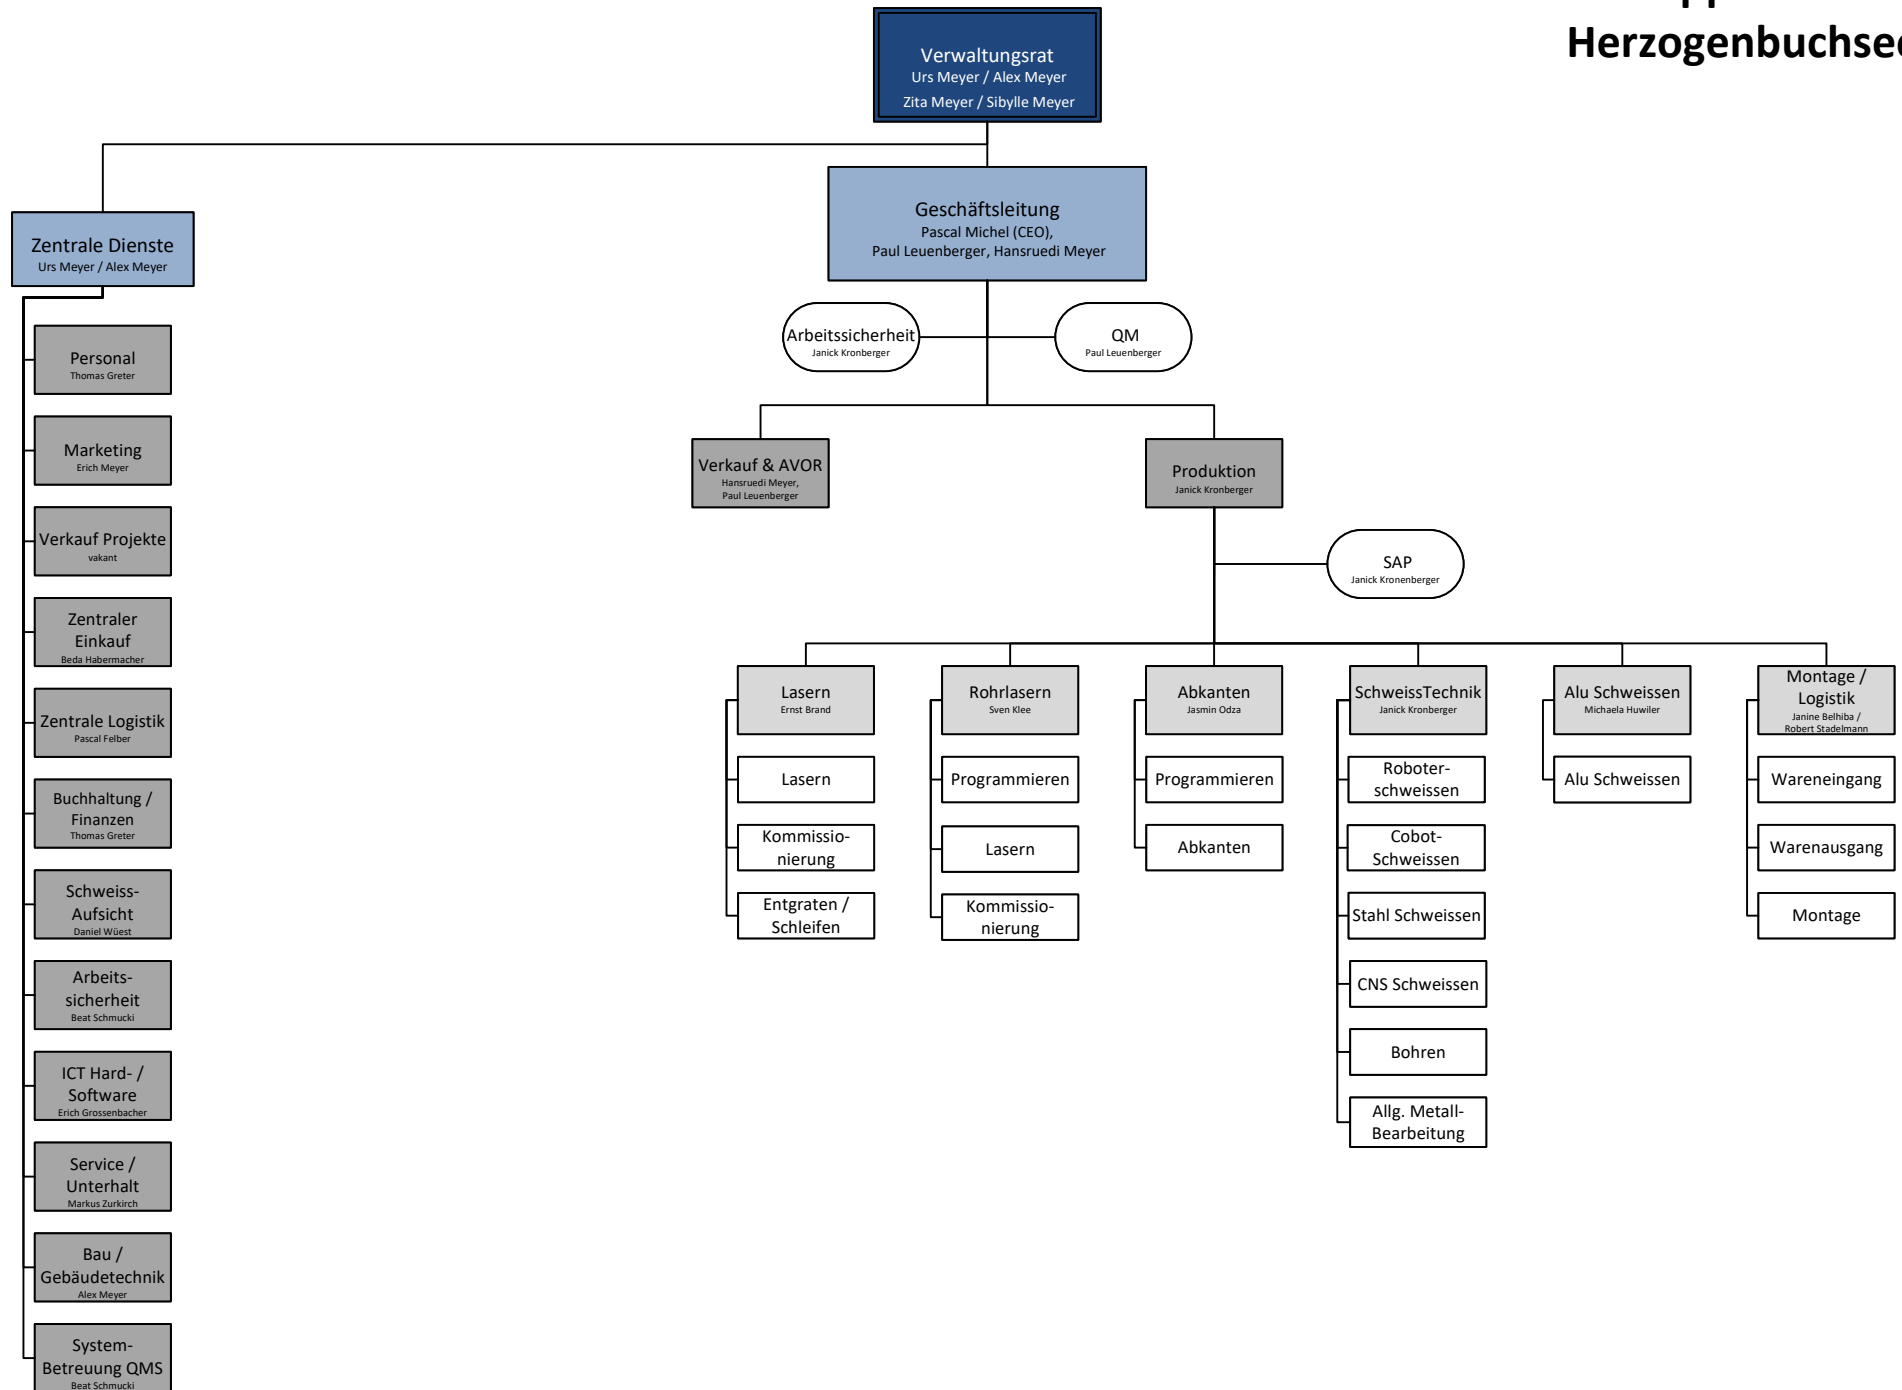 Herzogenbuchsee
Verwaltungsrat
Urs Meyer / Alex Meyer
Zita Meyer / Sibylle Meyer
Geschäftsleitung
Pascal Michel (CEO),
Paul Leuenberger, Hansruedi Meyer
Zentrale Dienste
Urs Meyer / Alex Meyer
Arbeitssicherheit
Janick Kronberger
QM
Paul Leuenberger
Personal
Thomas Greter
Marketing
Erich Meyer
Verkauf Projekte
vakant
Zentraler
Einkauf
Beda Habermacher
Zentrale Logistik
Pascal Felber
Buchhaltung /
Finanzen
Thomas Greter
Schweiss-
Aufsicht
Daniel Wüest
Arbeits-
sicherheit
Beat Schmucki
ICT Hard- /
Software
Erich Grossenbacher
Service /
Unterhalt
Markus Zurkirch
Bau /
Gebäudetechnik
Alex Meyer
System-
Betreuung QMS
Beat Schmucki
Verkauf & AVOR
Hansruedi Meyer,
Paul Leuenberger
Produktion
Janick Kronberger
SAP
Janick Kronenberger
Lasern
Ernst Brand
Lasern
Kommissio-
nierung
Entgraten /
Schleifen
Rohrlasern
Sven Klee
Programmieren
Lasern
Kommissio-
nierung
Abkanten
Jasmin Odza
Programmieren
Abkanten
SchweissTechnik
Janick Kronberger
Roboter-
schweissen
Cobot-
Schweissen
Stahl Schweissen
CNS Schweissen
Bohren
Allg. Metall-
Bearbeitung
Alu Schweissen
Michaela Huwiler
Alu Schweissen
Montage /
Logistik
Janine Belhiba /
Robert Stadelmann
Wareneingang
Warenausgang
Montage